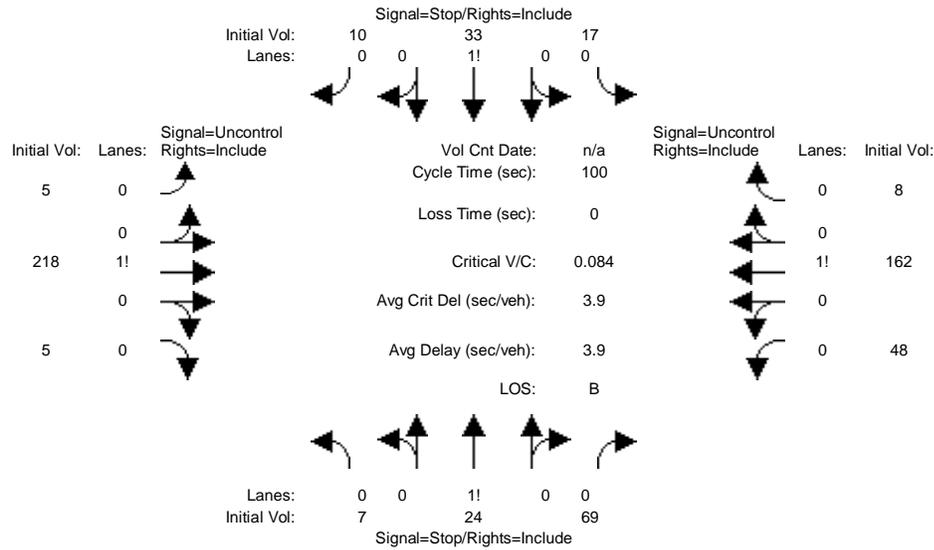 Signal=Stop/Rights=Include
Initial Vol: 10 33 17
Lanes: 0 0 1! 0 0
Signal=Uncontrol
Initial Vol: Lanes: Rights=Include
Vol Cnt Date: n/a
Signal=Uncontrol
Rights=Include Lanes: Initial Vol:
Cycle Time (sec): 100
5 0
0 8
Loss Time (sec): 0
0
0
218 1!
Critical V/C: 0.084
1! 162
0
Avg Crit Del (sec/veh): 3.9
0
5 0
Avg Delay (sec/veh): 3.9
0 48
LOS: B
Lanes: 0 0 1! 0 0
Initial Vol: 7 24 69
Signal=Stop/Rights=Include